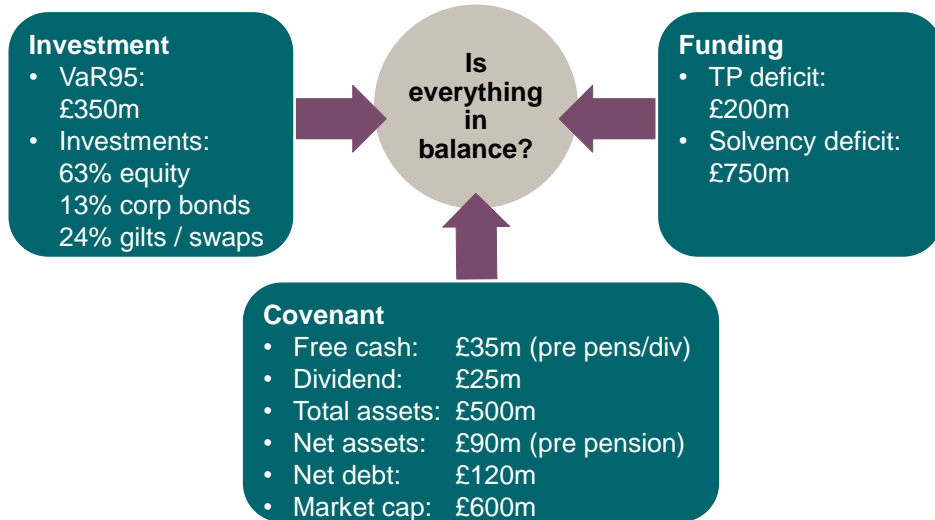 Investment
• VaR95:
£350m
• Investments:
63% equity
13% corp bonds
24% gilts / swaps
Is
everything
in
balance?
Funding
• TP deficit:
£200m
• Solvency deficit:
£750m
Covenant
• Free cash: £35m (pre pens/div)
• Dividend: £25m
• Total assets: £500m
• Net assets: £90m (pre pension)
• Net debt: £120m
• Market cap: £600m